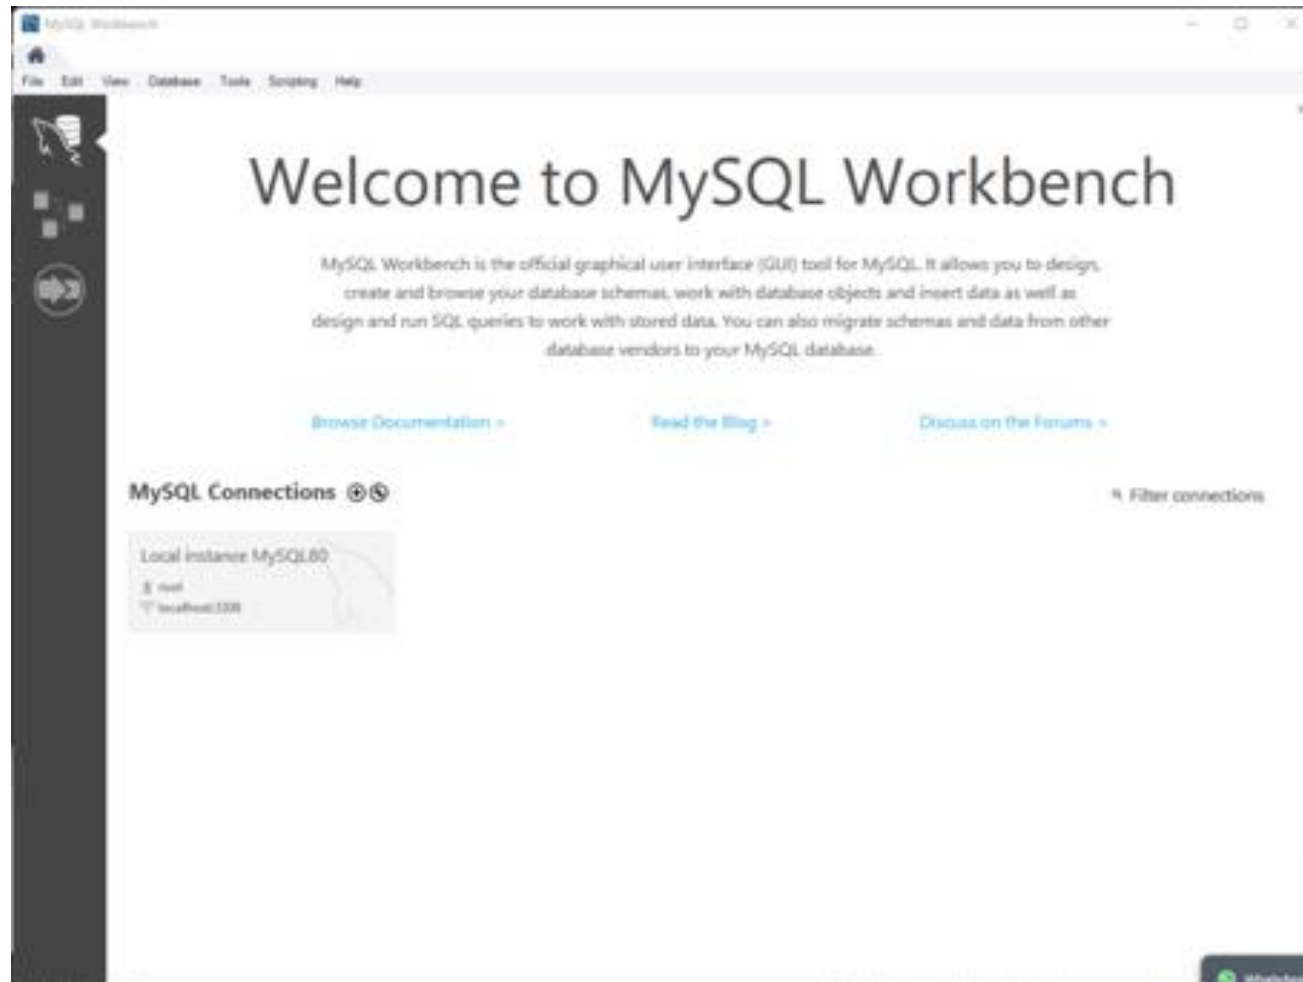 MySQL Workbench
File Edit View Database Tools Scripting Help
Welcome to MySQL Workbench
MySQL Workbench is the official graphical user interface (GUI) tool for MySQL. It allows you to design,
create and browse your database schemas, work with database objects and insert data as well as
design and run SQL queries to work with stored data. You can also migrate schemas and data from other
database vendors to your MySQL database.
Browse Documentation >
Read the Blog >
Discuss on the Forums >
MySQL Connections
Filter connections
Local instance MySQL80
root